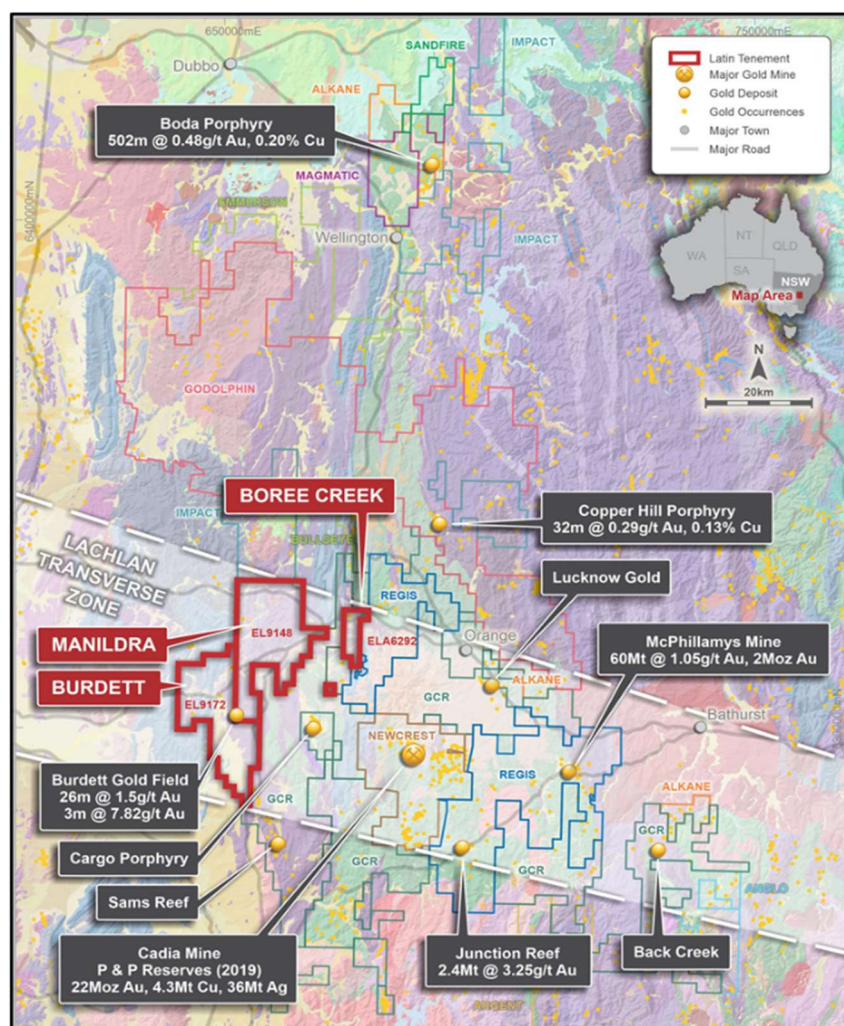 650000mE
750000mE
6400000mN
SANDFIRE
IMPACT
Dubbo
ALKANE
Latin Tenement
Major Gold Mine
Gold Deposit
Gold Occurrences
Major Town
Major Road
Boda Porphyry
502m @ 0.48g/t Au, 0.20% Cu
MAGMATIC
EMMERSON
Wellington
IMPACT
WA
NT
QLD
SA
NSW
Map Area
N
20km
GODOLPHIN
BOREE CREEK
IMPACT
BULLSEYE
Copper Hill Porphyry
32m @ 0.29g/t Au, 0.13% Cu
LACHLAN
TRANSVERSE
ZONE
REGIS
Lucknow Gold
MANILDRA
EL9148
ELA6292
Orange
McPhillamys Mine
60Mt @ 1.05g/t Au, 2Moz Au
BURDETT
EL9172
GCR
ALKANE
Bathurst
NEWCREST
REGIS
Burdett Gold Field
26m @ 1.5g/t Au
3m @ 7.82g/t Au
GCR
ALKANE
GCR
Cargo Porphyry
GCR
GCR
ANGLO
Sams Reef
Cadia Mine
P & P Reserves (2019)
22Moz Au, 4.3Mt Cu, 36Mt Ag
Junction Reef
2.4Mt @ 3.25g/t Au
Back Creek
ARGENT